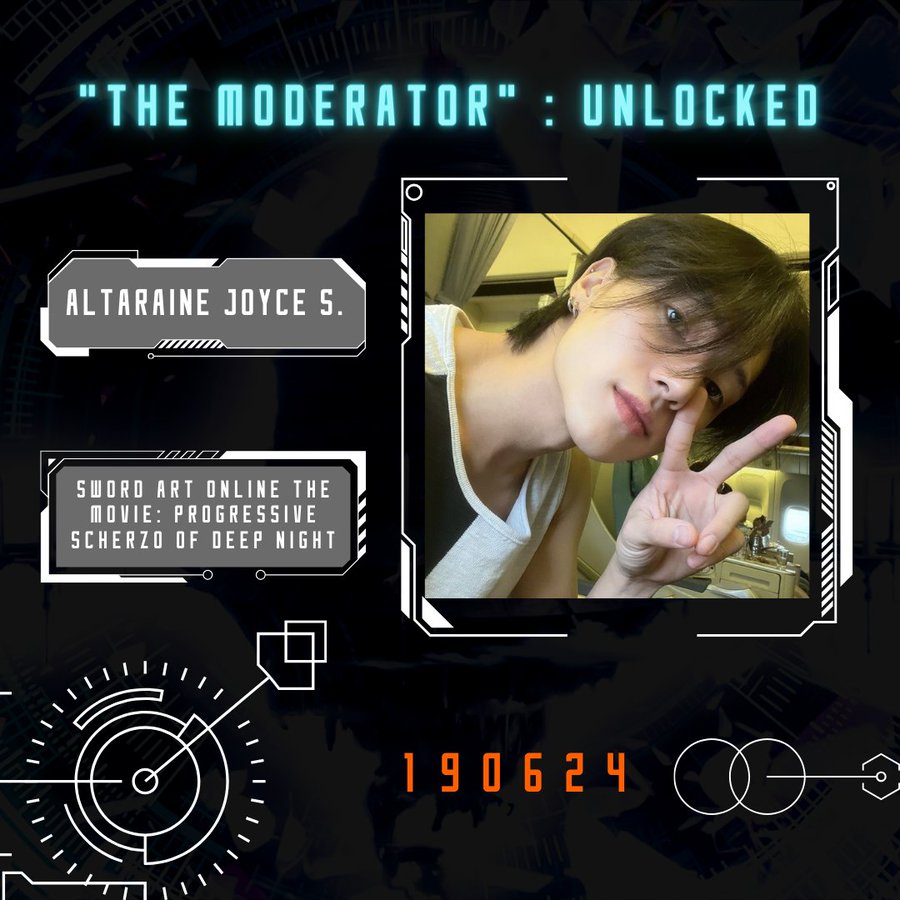 "THE MODERATOR" : UNLOCKED
ALTARAINE JOYCE S.
SWORD ART ONLINE THE
MOVIE: PROGRESSIVE
SCHERZO OF DEEP NIGHT
190624